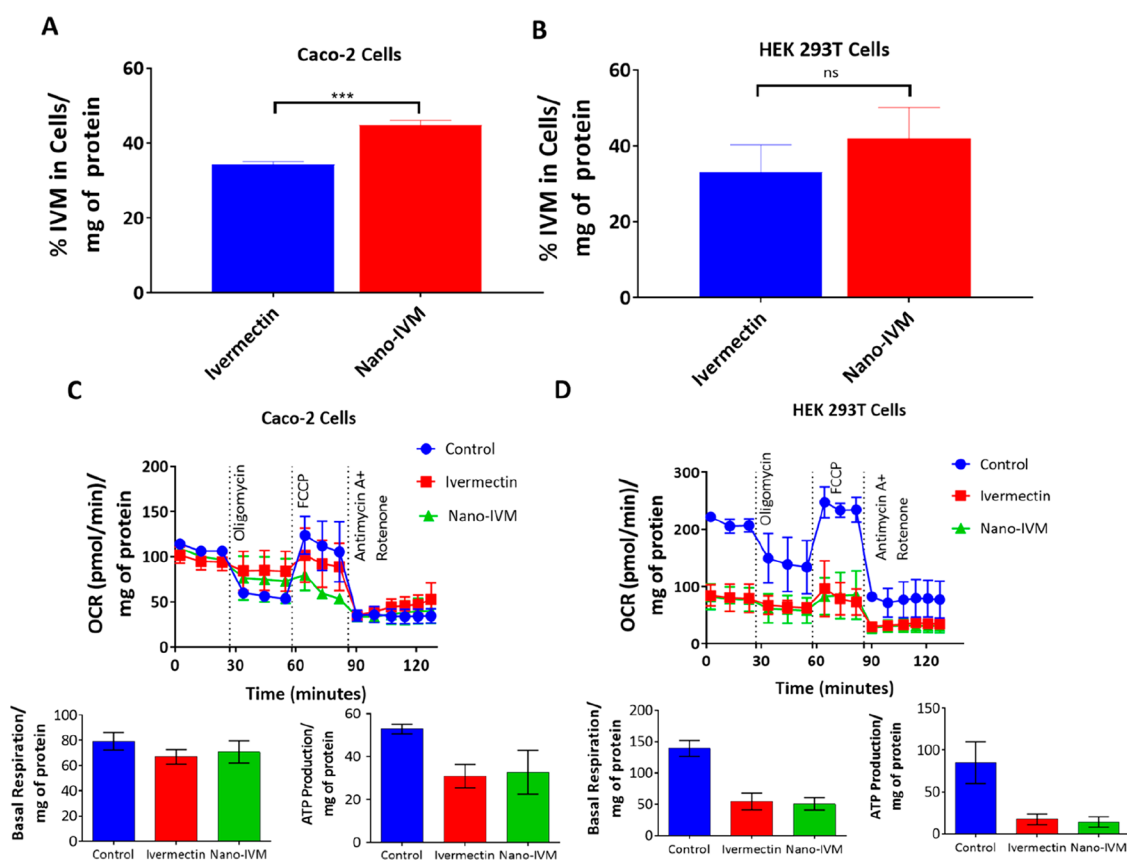 A
Caco-2 Cells
% IVM in Cells/
mg of protein
60
40
20
0
***
Ivermectin
Nano-IVM
B
HEK 293T Cells
% IVM in Cells/
mg of protein
60
40
20
0
ns
Ivermectin
Nano-IVM
C
Caco-2 Cells
OCR (pmol/min)/
mg of protein
200
150
100
50
0
Oligomycin
FCCP
Antimycin A+
Rotenone
Control
Ivermectin
Nano-IVM
0 30 60 90 120
Time (minutes)
Basal Respiration/
mg of protein
100
80
60
40
20
0
Control Ivermectin Nano-IVM
ATP Production/
mg of protein
60
40
20
0
Control Ivermectin Nano-IVM
D
HEK 293T Cells
OCR (pmol/min)/
mg of protien
300
200
100
0
Oligomycin
FCCP
Antimycin A+
Rotenone
Control
Ivermectin
Nano-IVM
0 30 60 90 120
Time (minutes)
Basal Respiration/
mg of protein
150
100
50
0
Control Ivermectin Nano-IVM
ATP Production/
mg of protein
150
100
50
0
Control Ivermectin Nano-IVM